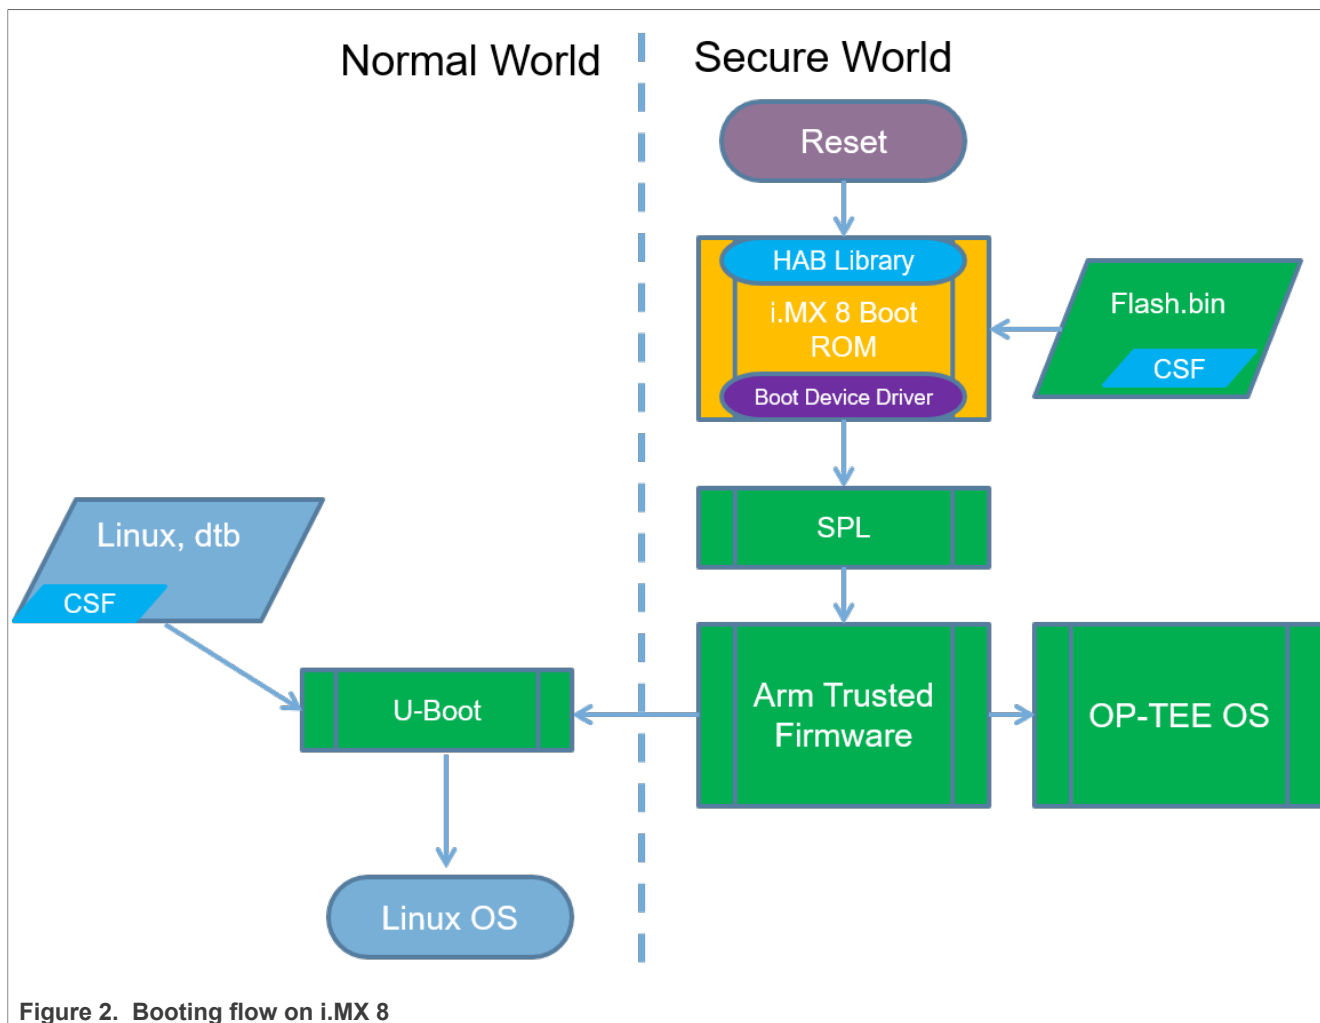 Normal World
Secure World
Reset
HAB Library
i.MX 8 Boot
ROM
Boot Device Driver
Flash.bin
CSF
SPL
Linux, dtb
CSF
U-Boot
Arm Trusted
Firmware
OP-TEE OS
Linux OS
Figure 2. Booting flow on i.MX 8